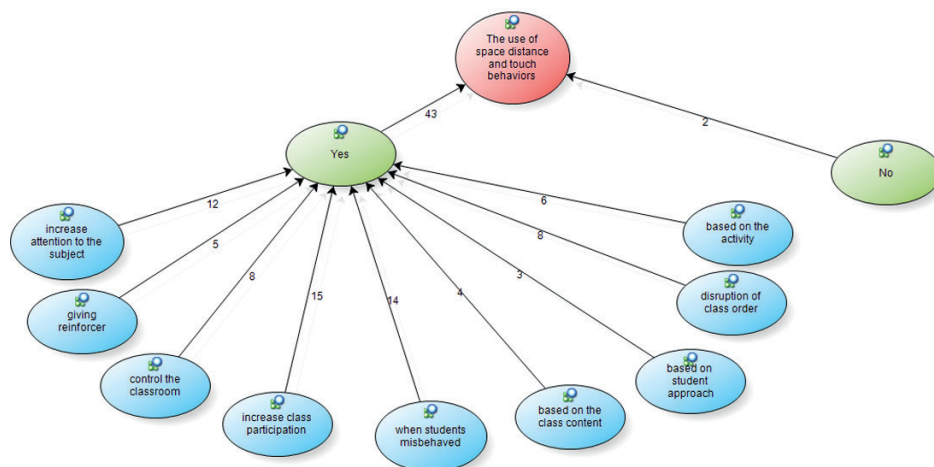 The use of
space distance
and touch
behaviors
43
2
Yes
No
12
6
increase
attention to the
subject
based on the
activity
5
8
8
giving
reinforcer
disruption of
class order
15
14
4
3
control the
classroom
based on
student
approach
increase class
participation
when students
misbehaved
based on the
class content